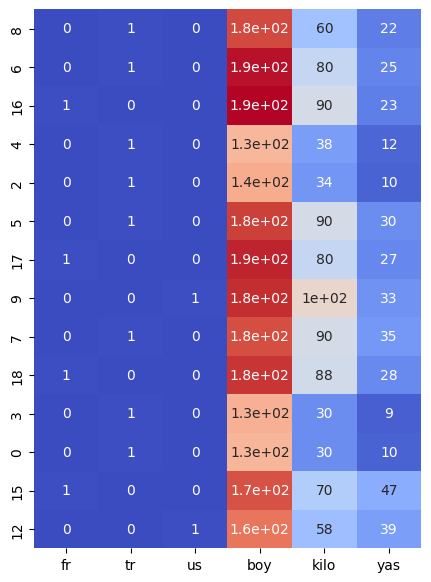 8 0 1 0 1.8e+02 60 22
6 0 1 0 1.9e+02 80 25
16 1 0 0 1.9e+02 90 23
4 0 1 0 1.3e+02 38 12
2 0 1 0 1.4e+02 34 10
5 0 1 0 1.8e+02 90 30
17 1 0 0 1.9e+02 80 27
9 0 0 1 1.8e+02 1e+02 33
7 0 1 0 1.8e+02 90 35
18 1 0 0 1.8e+02 88 28
3 0 1 0 1.3e+02 30 9
0 0 1 0 1.3e+02 30 10
15 1 0 0 1.7e+02 70 47
12 0 0 1 1.6e+02 58 39
fr tr us boy kilo yas